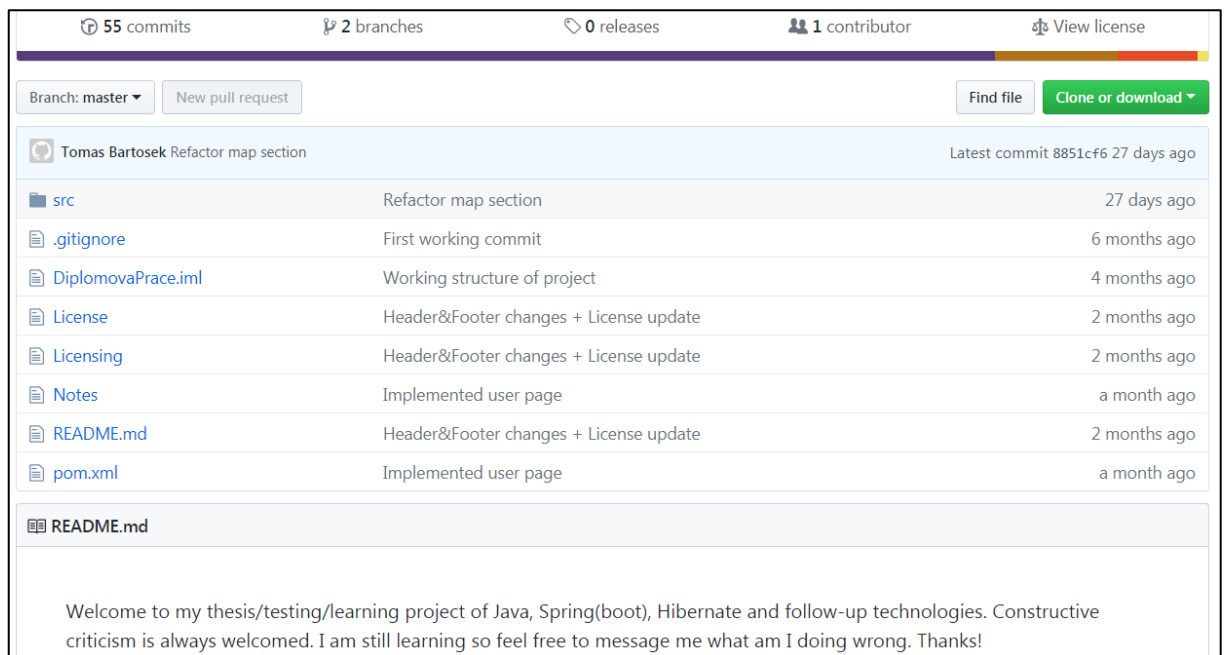 55 commits 2 branches 0 releases 1 contributor View license
Branch: master New pull request Find file Clone or download
Tomas Bartosek Refactor map section Latest commit 8851cf6 27 days ago
src Refactor map section 27 days ago
.gitignore First working commit 6 months ago
DiplomovaPrace.iml Working structure of project 4 months ago
License Header&Footer changes + License update 2 months ago
Licensing Header&Footer changes + License update 2 months ago
Notes Implemented user page a month ago
README.md Header&Footer changes + License update 2 months ago
pom.xml Implemented user page a month ago
README.md
Welcome to my thesis/testing/learning project of Java, Spring(boot), Hibernate and follow-up technologies. Constructive
criticism is always welcomed. I am still learning so feel free to message me what am I doing wrong. Thanks!